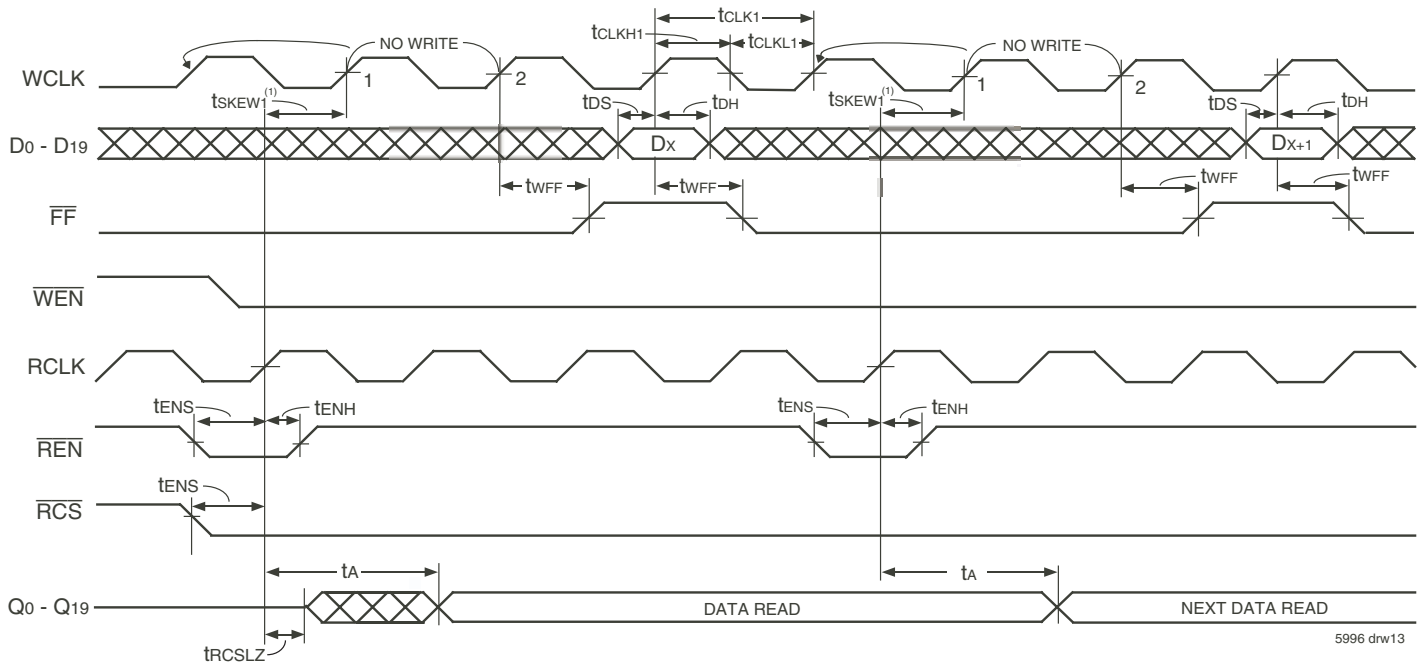 tCLK1
tCLKH1
tCLKL1
NO WRITE
NO WRITE
WCLK
1
2
1
2
tSKEW1(1)
tSKEW1(1)
tDS
tDH
tDS
tDH
D0 - D19
DX
DX+1
tWFF
tWFF
tWFF
tWFF
FF
WEN
RCLK
tENS
tENH
tENS
tENH
REN
tENS
RCS
tA
tA
Q0 - Q19
DATA READ
NEXT DATA READ
tRCSLZ
5996 drw13